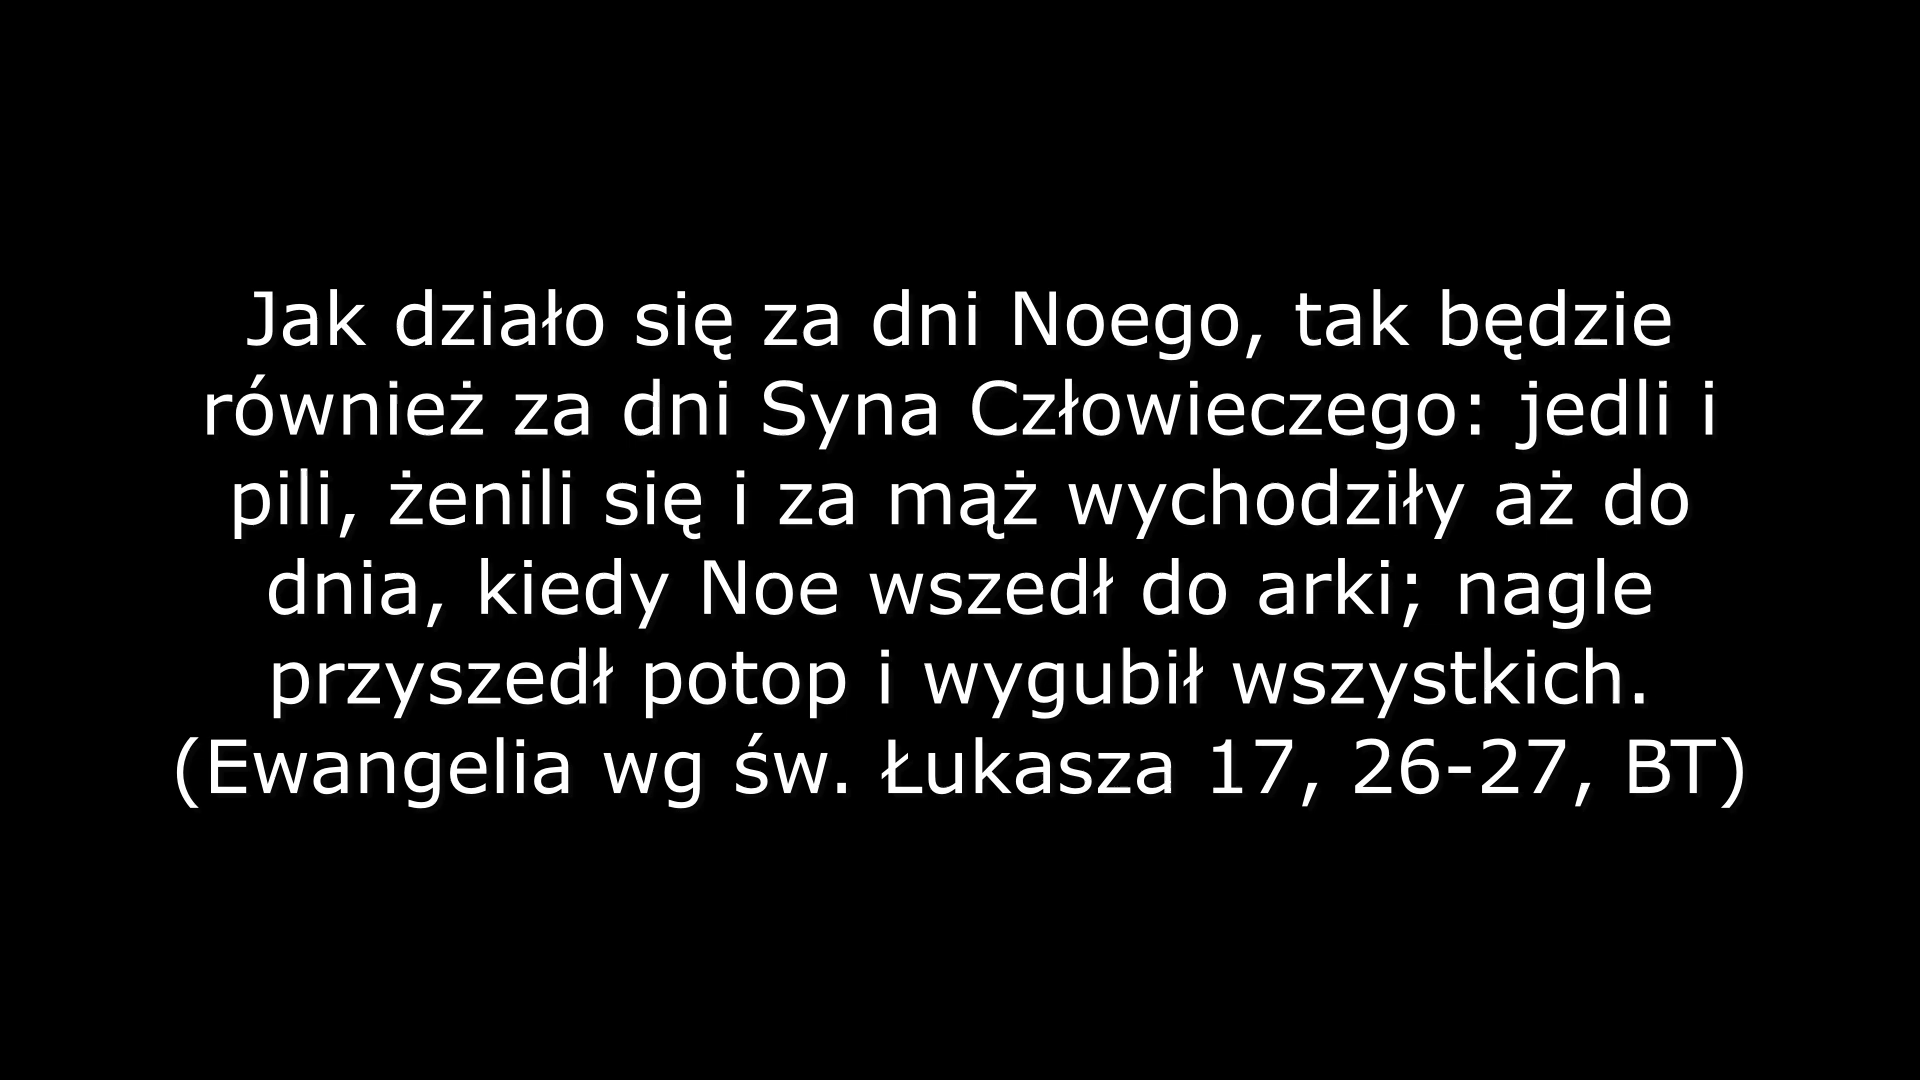 Jak działo się za dni Noego, tak będzie
również za dni Syna Człowieczego: jedli i
pili, żenili się i za mąż wychodziły aż do
dnia, kiedy Noe wszedł do arki; nagle
przyszedł potop i wygubił wszystkich.
(Ewangelia wg św. Łukasza 17, 26-27, BT)